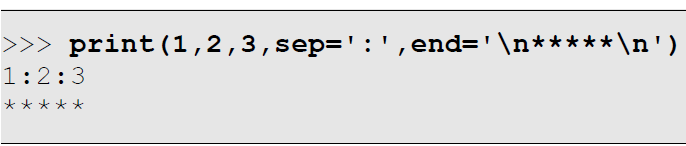 >>> print(1,2,3,sep=':',end='\n*****\n')
1:2:3
*****